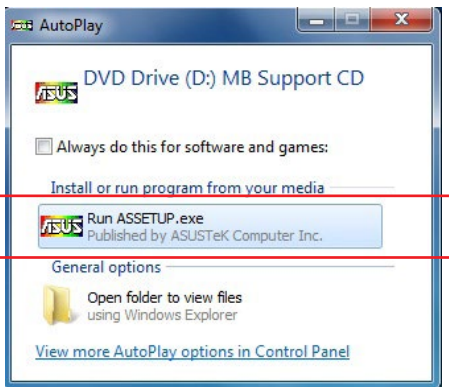 AutoPlay
DVD Drive (D:) MB Support CD
ASUS
Always do this for software and games:
Install or run program from your media
ASUS
Run ASSETUP.exe
Published by ASUSTeK Computer Inc.
General options
Open folder to view files
using Windows Explorer
View more AutoPlay options in Control Panel